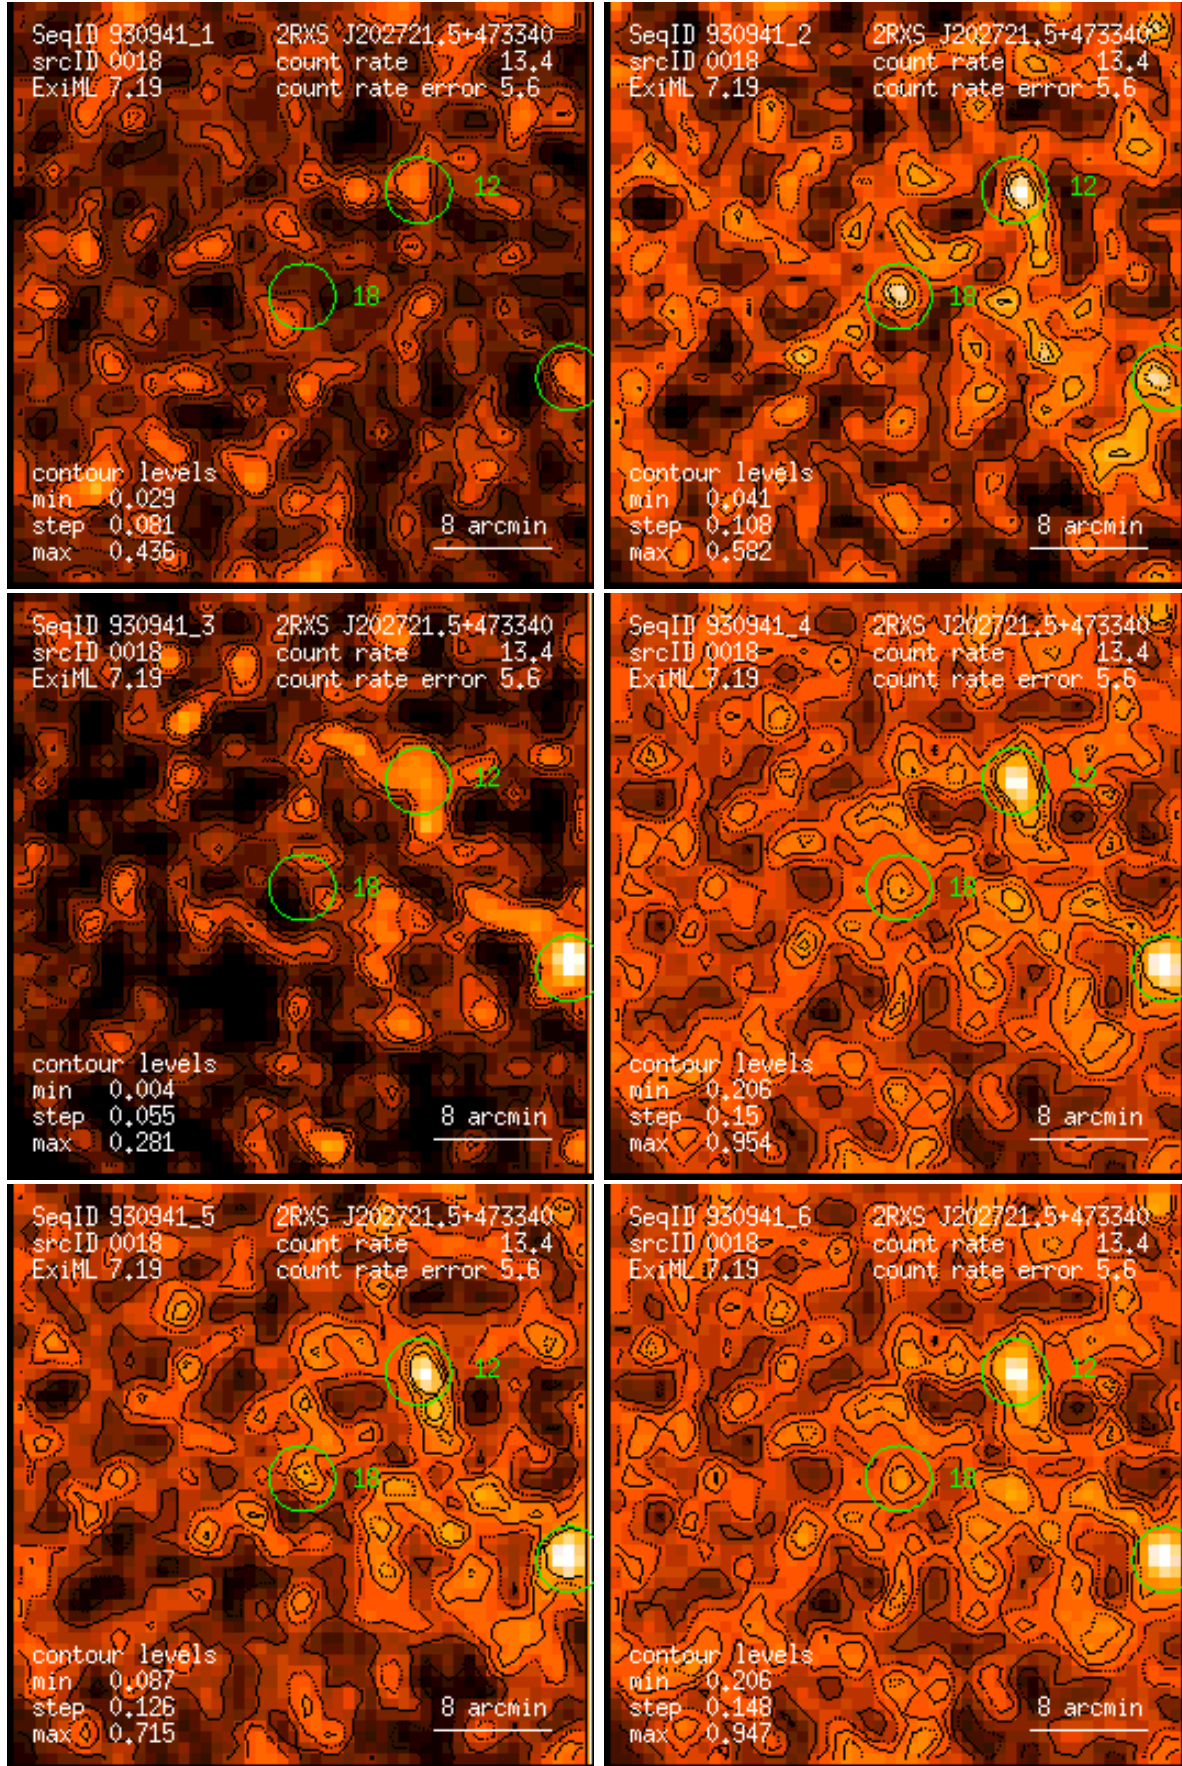 SeqID 930941_1 2RXS J202721.5+473340
srcID 0018 count rate 13.4
ExiML 7.19 count rate error 5.6
12
18
contour levels
min 0.029
step 0.081
max 0.436
8 arcmin
SeqID 930941_2 2RXS J202721.5+473340
srcID 0018 count rate 13.4
ExiML 7.19 count rate error 5.6
12
18
contour levels
min 0.041
step 0.108
max 0.582
8 arcmin
SeqID 930941_3 2RXS J202721.5+473340
srcID 0018 count rate 13.4
ExiML 7.19 count rate error 5.6
12
18
contour levels
min 0.004
step 0.055
max 0.281
8 arcmin
SeqID 930941_4 2RXS J202721.5+473340
srcID 0018 count rate 13.4
ExiML 7.19 count rate error 5.6
12
18
contour levels
min 0.206
step 0.15
max 0.954
8 arcmin
SeqID 930941_5 2RXS J202721.5+473340
srcID 0018 count rate 13.4
ExiML 7.19 count rate error 5.6
12
18
contour levels
min 0.087
step 0.126
max 0.715
8 arcmin
SeqID 930941_6 2RXS J202721.5+473340
srcID 0018 count rate 13.4
ExiML 7.19 count rate error 5.6
12
18
contour levels
min 0.206
step 0.148
max 0.947
8 arcmin